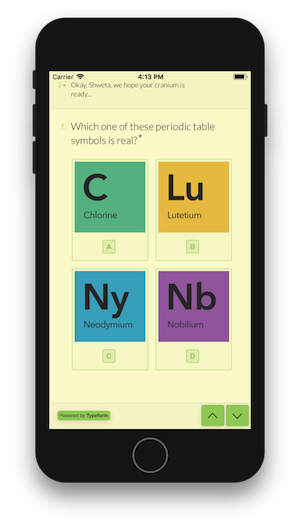 Carrier 4:13 PM
2 Okay, Shweta, we hope your cranium is
ready...
Which one of these periodic table
symbols is real?*
C
Chlorine
A
Lu
Lutetium
B
Ny
Neodymium
C
Nb
Nobilium
D
Powered by Typeform